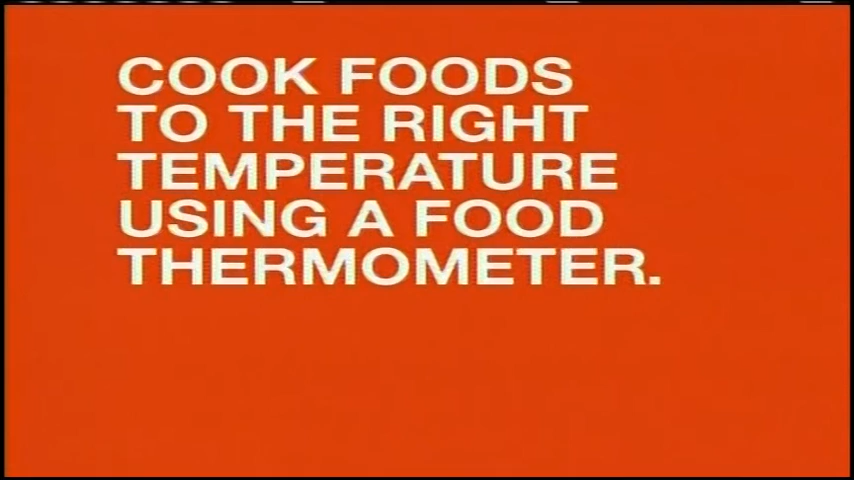 COOK FOODS
TO THE RIGHT
TEMPERATURE
USING A FOOD
THERMOMETER.